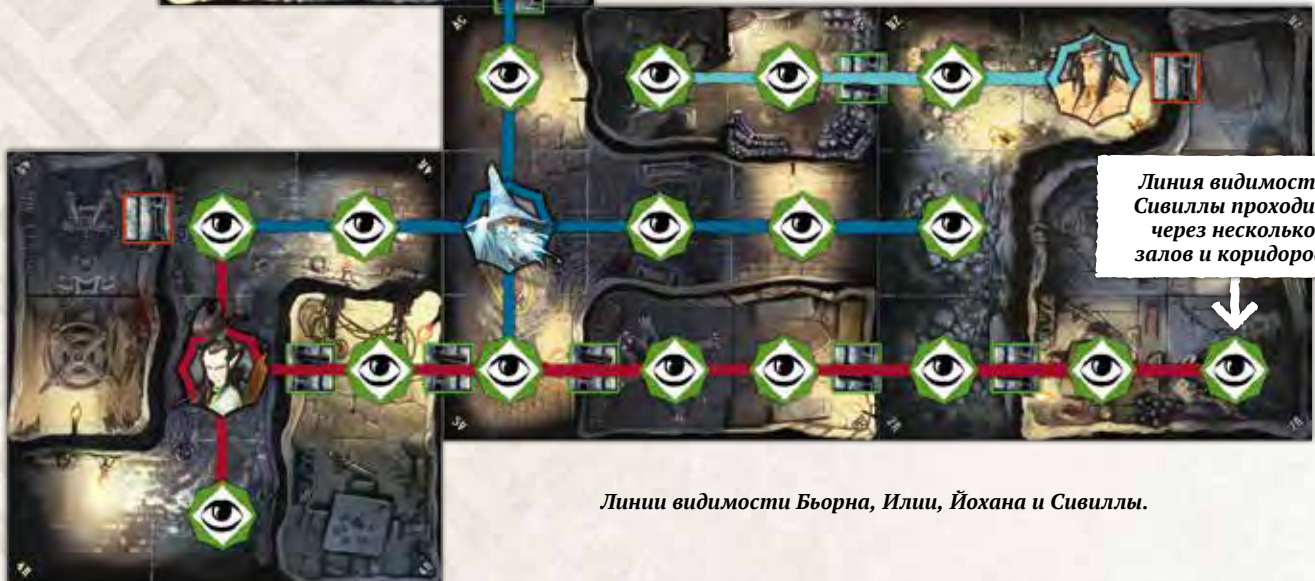 Линия видимост
Сивиллы проходи
через несколько
залов и коридоро
Линии видимости Бьорна, Илии, Йохана и Сивиллы.